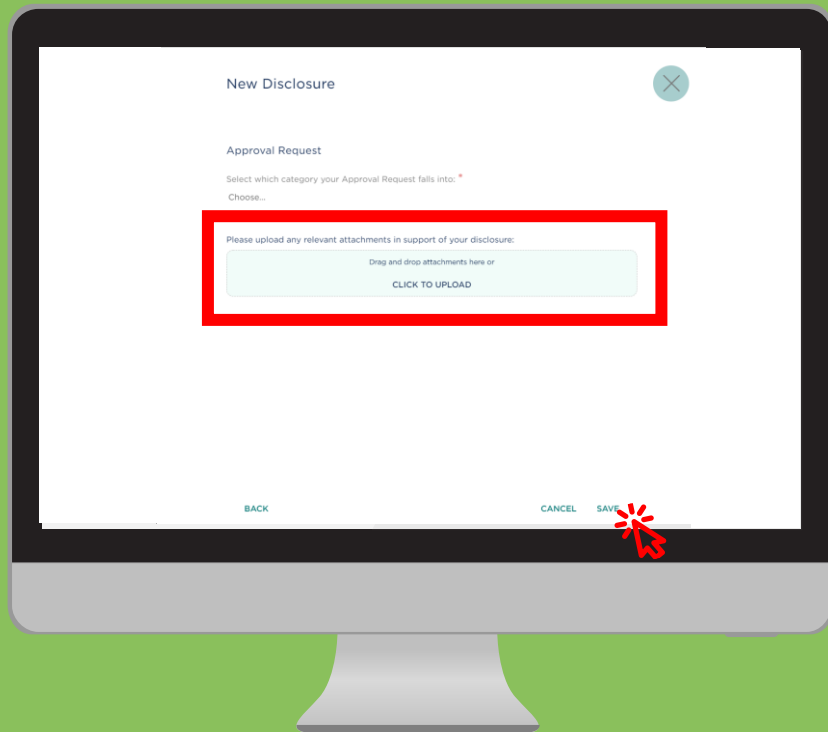 New Disclosure
Approval Request
Select which category your Approval Request falls into: *
Choose...
Please upload any relevant attachments in support of your disclosure:
Drag and drop attachments here or
CLICK TO UPLOAD
BACK CANCEL SAVE